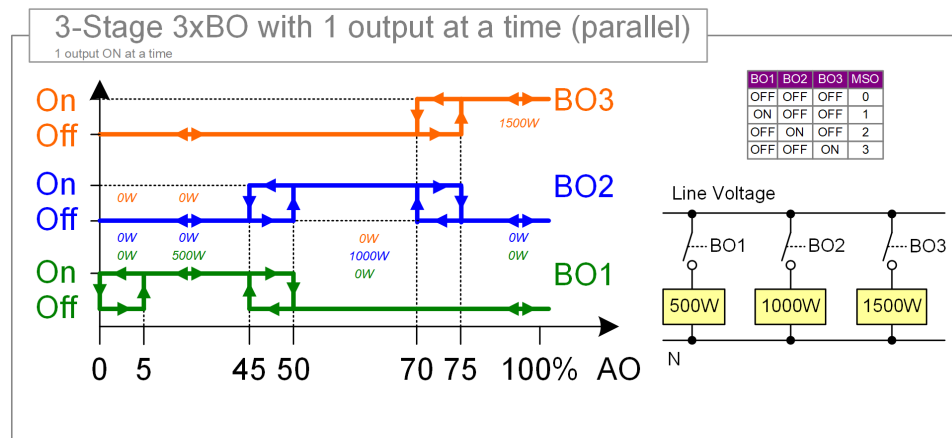 3-Stage 3xBO with 1 output at a time (parallel)
1 output ON at a time
On
Off
BO3
1500W
On
Off
BO2
0W 0W
0W 0W 0W 0W
0W 500W 1000W 0W
0W
On
Off
BO1
0 5 45 50 70 75 100% AO
BO1 BO2 BO3 MSO
OFF OFF OFF 0
ON OFF OFF 1
OFF ON OFF 2
OFF OFF ON 3
Line Voltage
BO1 BO2 BO3
500W 1000W 1500W
N